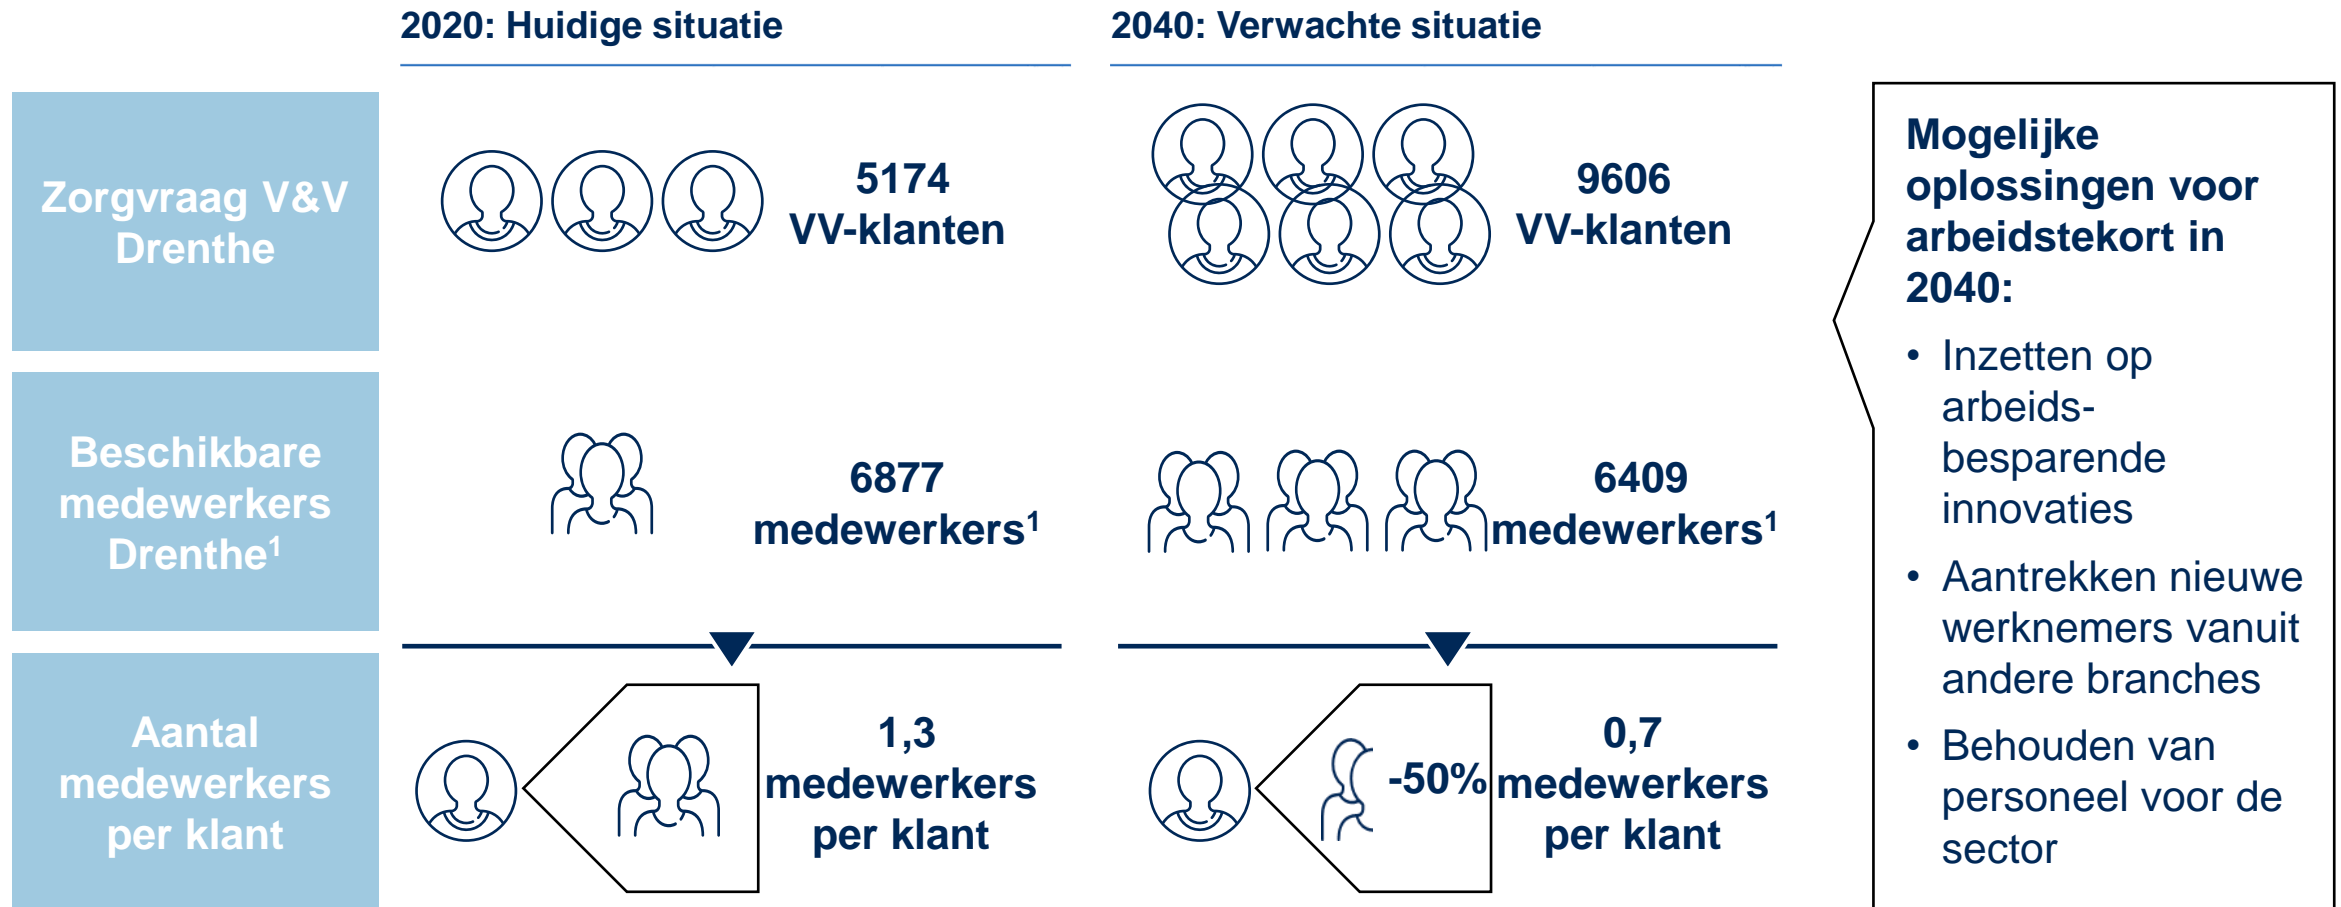 2020: Huidige situatie
2040: Verwachte situatie
Zorgvraag V&V
Drenthe
5174
VV-klanten
9606
VV-klanten
Beschikbare
medewerkers
Drenthe¹
6877
medewerkers¹
6409
medewerkers¹
Aantal
medewerkers
per klant
1,3
medewerkers
per klant
-50%
0,7
medewerkers
per klant
Mogelijke
oplossingen voor
arbeidstekort in
2040:
• Inzetten op
arbeids-
besparende
innovaties
• Aantrekken nieuwe
werknemers vanuit
andere branches
• Behouden van
personeel voor de
sector